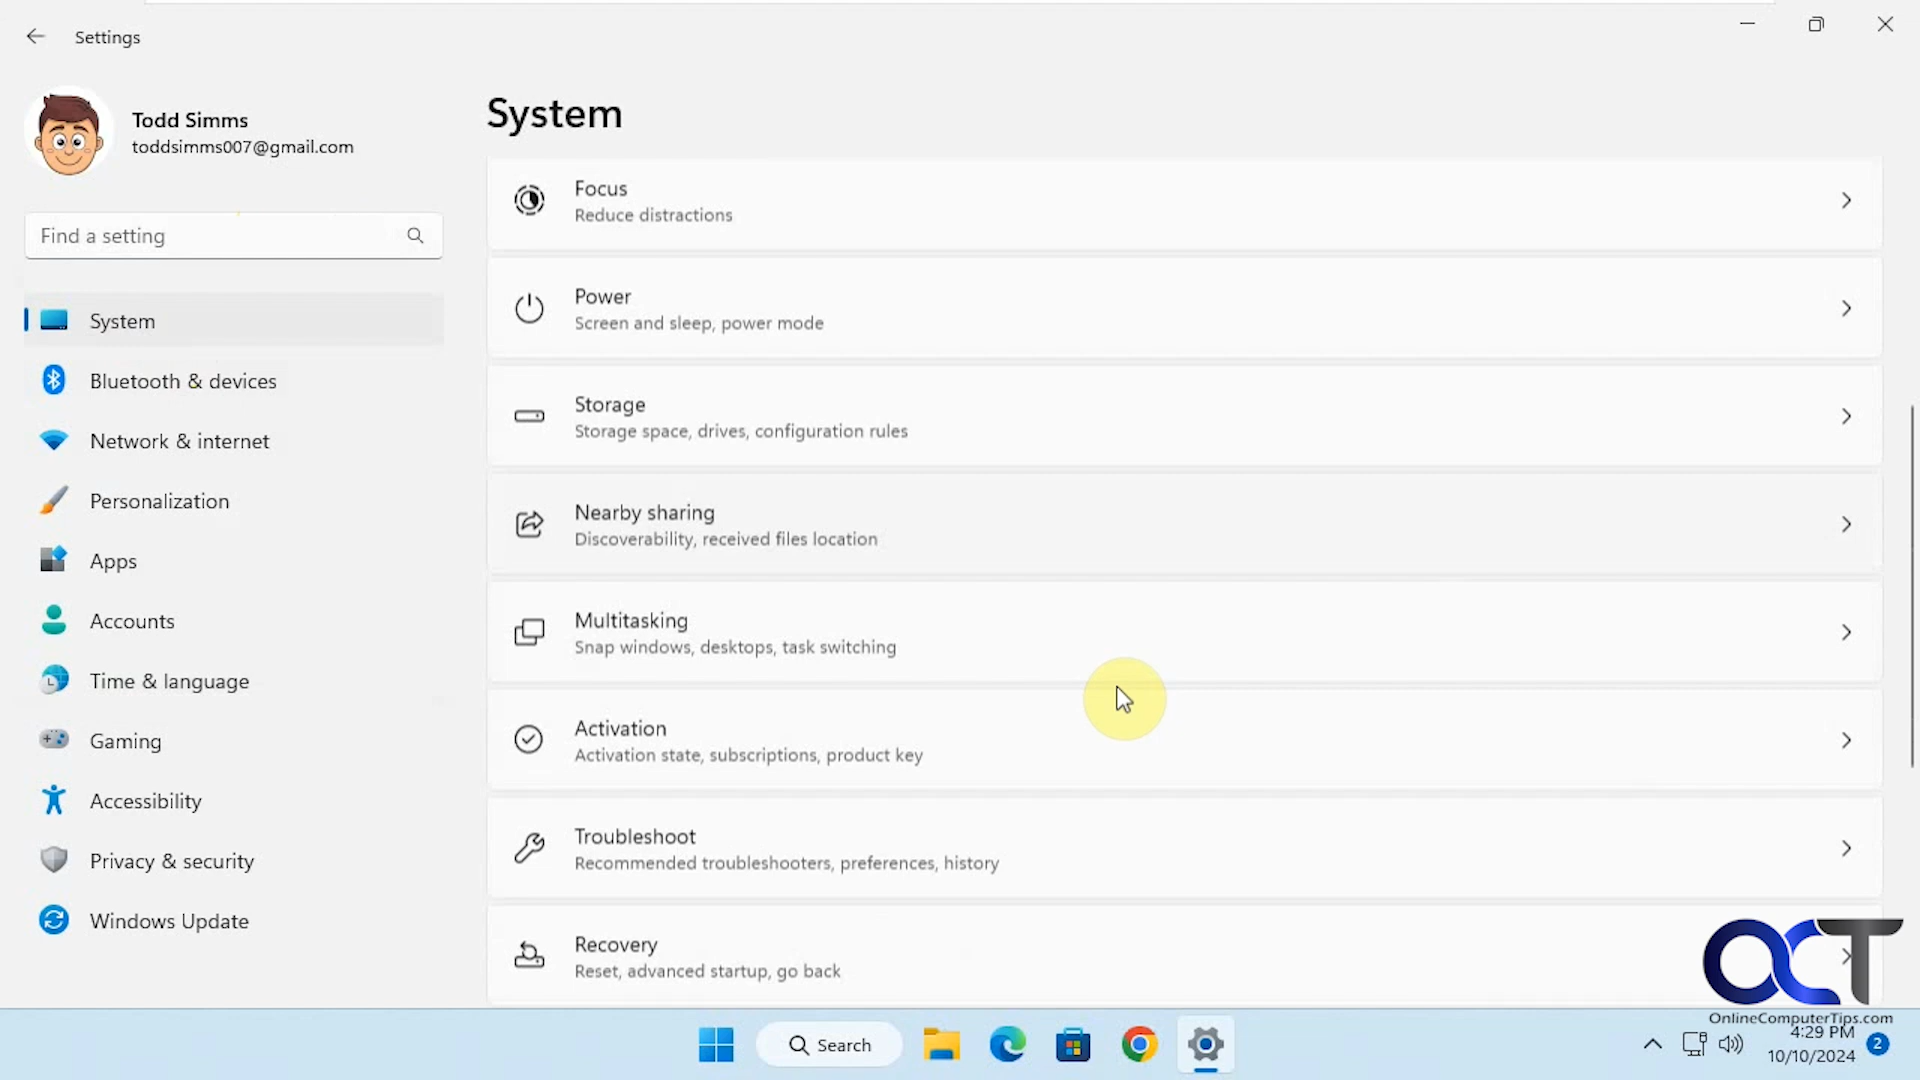 Settings
Todd Simms
toddsimms007@gmail.com
Find a setting
System
Bluetooth & devices
Network & internet
Personalization
Apps
Accounts
Time & language
Gaming
Accessibility
Privacy & security
Windows Update
System
Focus
Reduce distractions
Power
Screen and sleep, power mode
Storage
Storage space, drives, configuration rules
Nearby sharing
Discoverability, received files location
Multitasking
Snap windows, desktops, task switching
Activation
Activation state, subscriptions, product key
Troubleshoot
Recommended troubleshooters, preferences, history
Recovery
Reset, advanced startup, go back
OCT
OnlineComputerTips.com
Search
4:29 PM
10/10/2024
2